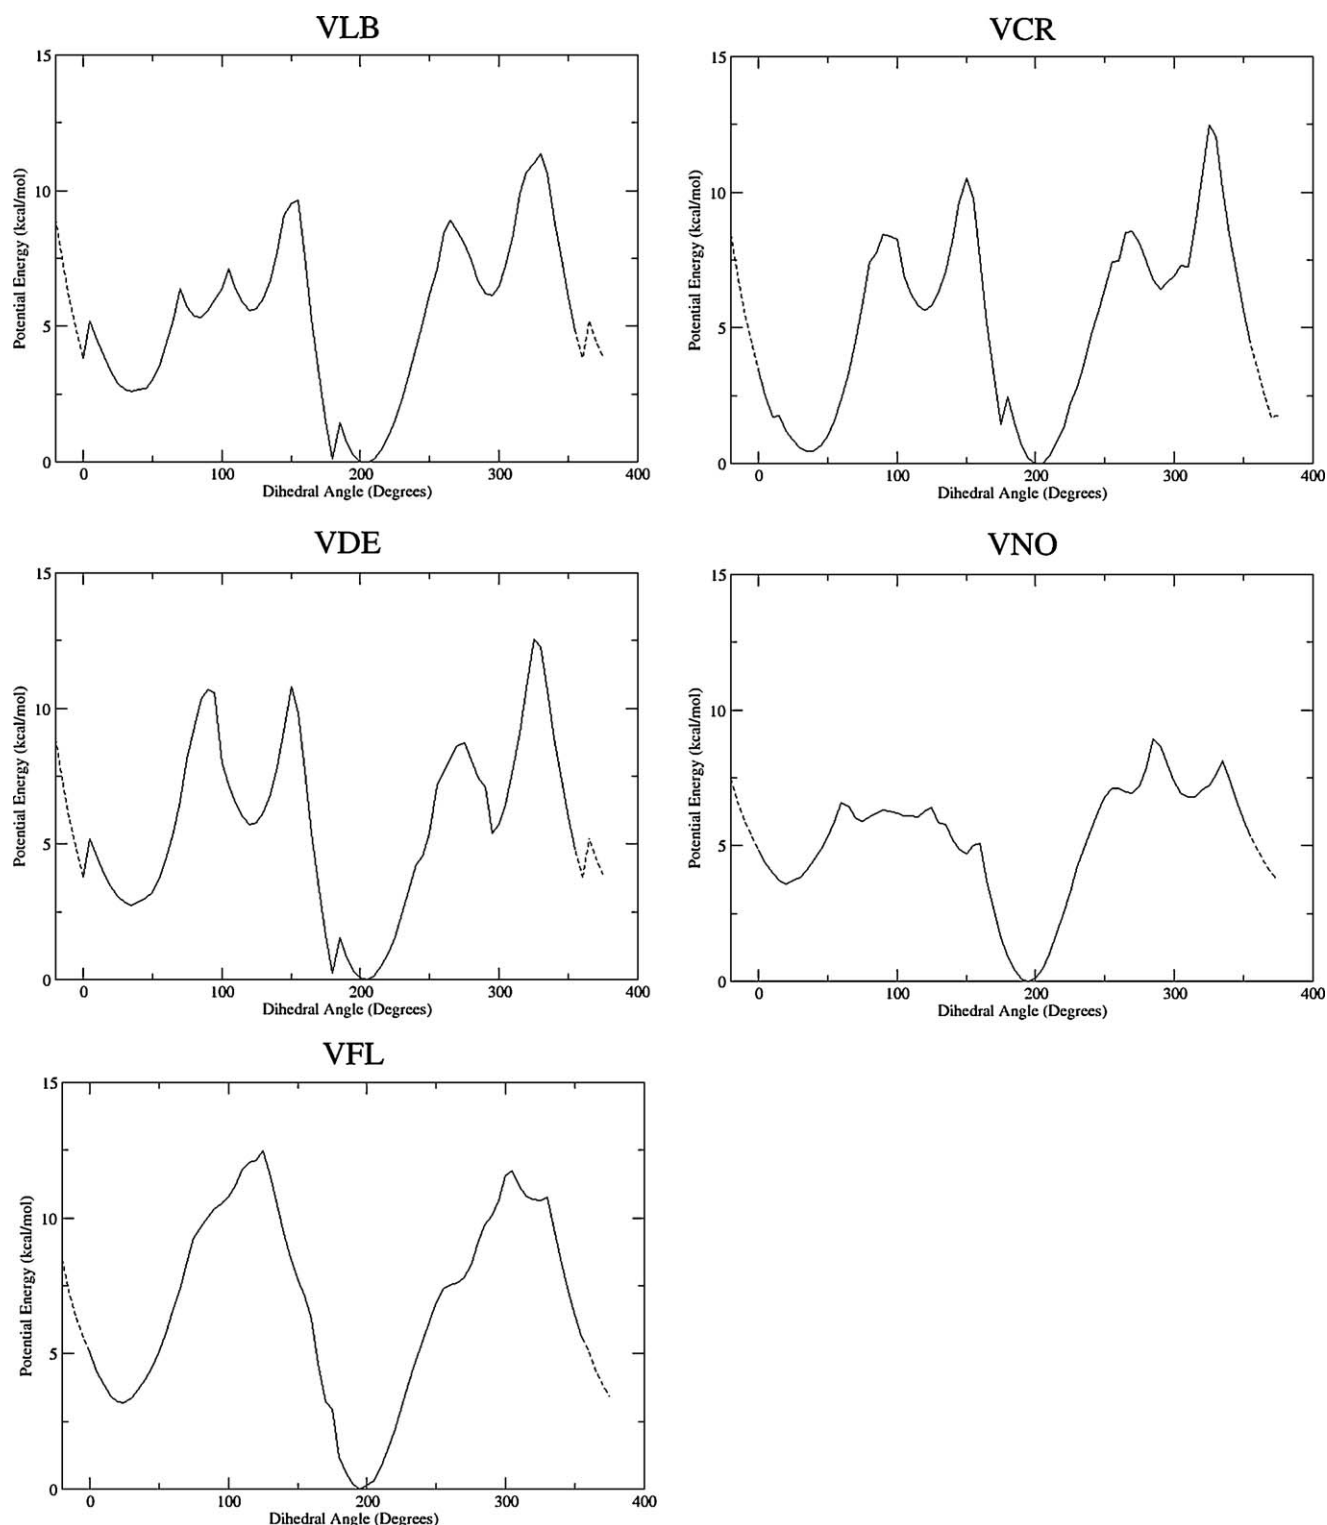 VLB
15
10
5
0
Potential Energy (kcal/mol)
0 100 200 300 400
Dihedral Angle (Degrees)
VCR
15
10
5
0
Potential Energy (kcal/mol)
0 100 200 300 400
Dihedral Angle (Degrees)
VDE
15
10
5
0
Potential Energy (kcal/mol)
0 100 200 300 400
Dihedral Angle (Degrees)
VNO
15
10
5
0
Potential Energy (kcal/mol)
0 100 200 300 400
Dihedral Angle (Degrees)
VFL
15
10
5
0
Potential Energy (kcal/mol)
0 100 200 300 400
Dihedral Angle (Degrees)